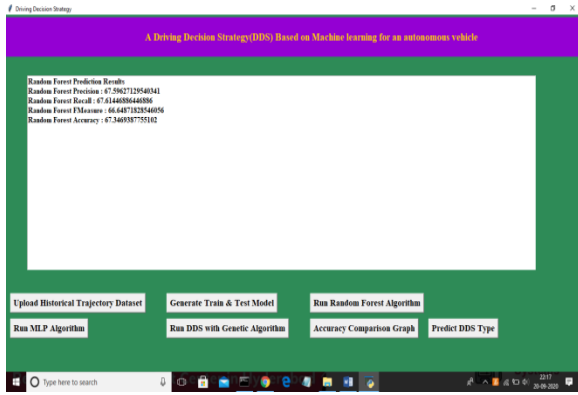 Driving Decision Strategy
A Driving Decision Strategy(DDS) Based on Machine learning for an autonomous vehicle
Random Forest Prediction Results
Random Forest Precision : 67.59627129540341
Random Forest Recall : 67.61446886446886
Random Forest FMeasure : 66.64871828546056
Random Forest Accuracy : 67.3469387755102
Upload Historical Trajectory Dataset Generate Train & Test Model Run Random Forest Algorithm
Run MLP Algorithm Run DDS with Genetic Algorithm Accuracy Comparison Graph Predict DDS Type
Type here to search
22:17
20-09-2020